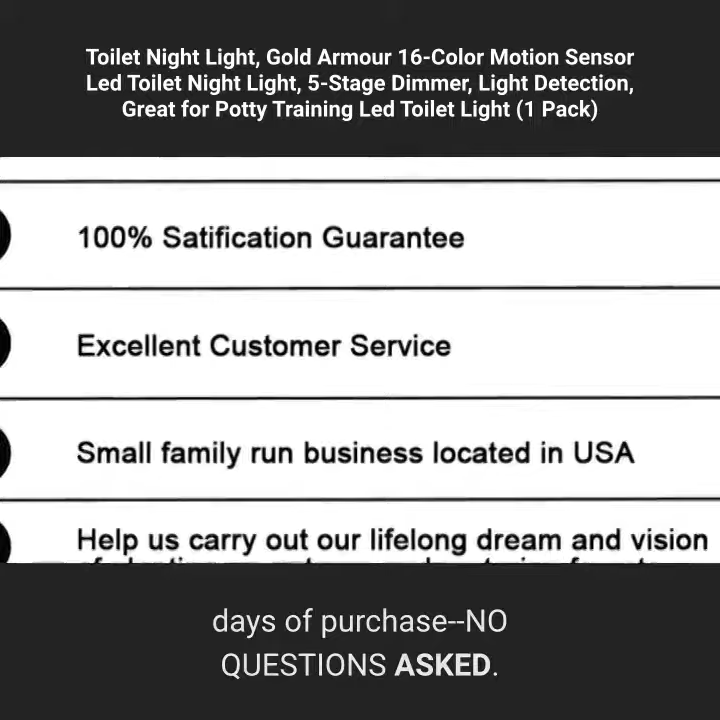 Toilet Night Light, Gold Armour 16-Color Motion Sensor
Led Toilet Night Light, 5-Stage Dimmer, Light Detection,
Great for Potty Training Led Toilet Light (1 Pack)
100% Satification Guarantee
Excellent Customer Service
Small family run business located in USA
Help us carry out our lifelong dream and vision
days of purchase--NO
QUESTIONS ASKED.